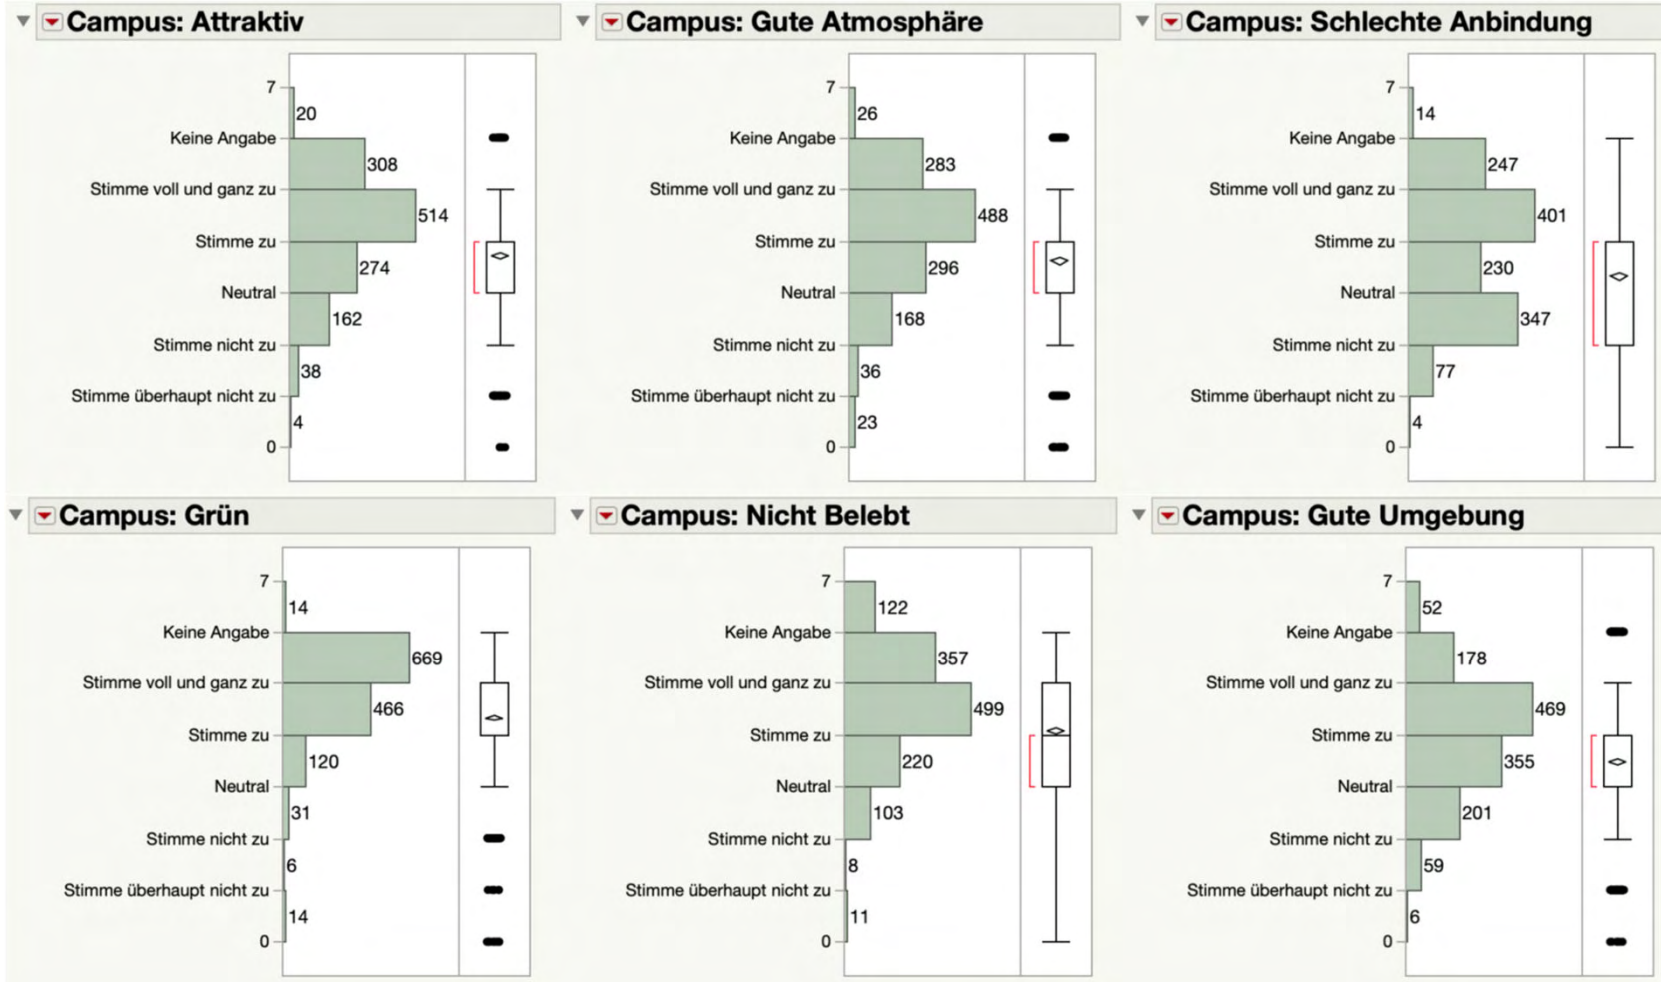 Campus: Attraktiv
7
20
Keine Angabe
308
Stimme voll und ganz zu
514
Stimme zu
274
Neutral
162
Stimme nicht zu
38
Stimme überhaupt nicht zu
4
0
Campus: Gute Atmosphäre
7
26
Keine Angabe
283
Stimme voll und ganz zu
488
Stimme zu
296
Neutral
168
Stimme nicht zu
36
Stimme überhaupt nicht zu
23
0
Campus: Schlechte Anbindung
7
14
Keine Angabe
247
Stimme voll und ganz zu
401
Stimme zu
230
Neutral
347
Stimme nicht zu
77
Stimme überhaupt nicht zu
4
0
Campus: Grün
7
14
Keine Angabe
669
Stimme voll und ganz zu
466
Stimme zu
120
Neutral
31
Stimme nicht zu
6
Stimme überhaupt nicht zu
14
0
Campus: Nicht Belebt
7
122
Keine Angabe
357
Stimme voll und ganz zu
499
Stimme zu
220
Neutral
103
Stimme nicht zu
8
Stimme überhaupt nicht zu
11
0
Campus: Gute Umgebung
7
52
Keine Angabe
178
Stimme voll und ganz zu
469
Stimme zu
355
Neutral
201
Stimme nicht zu
59
Stimme überhaupt nicht zu
6
0